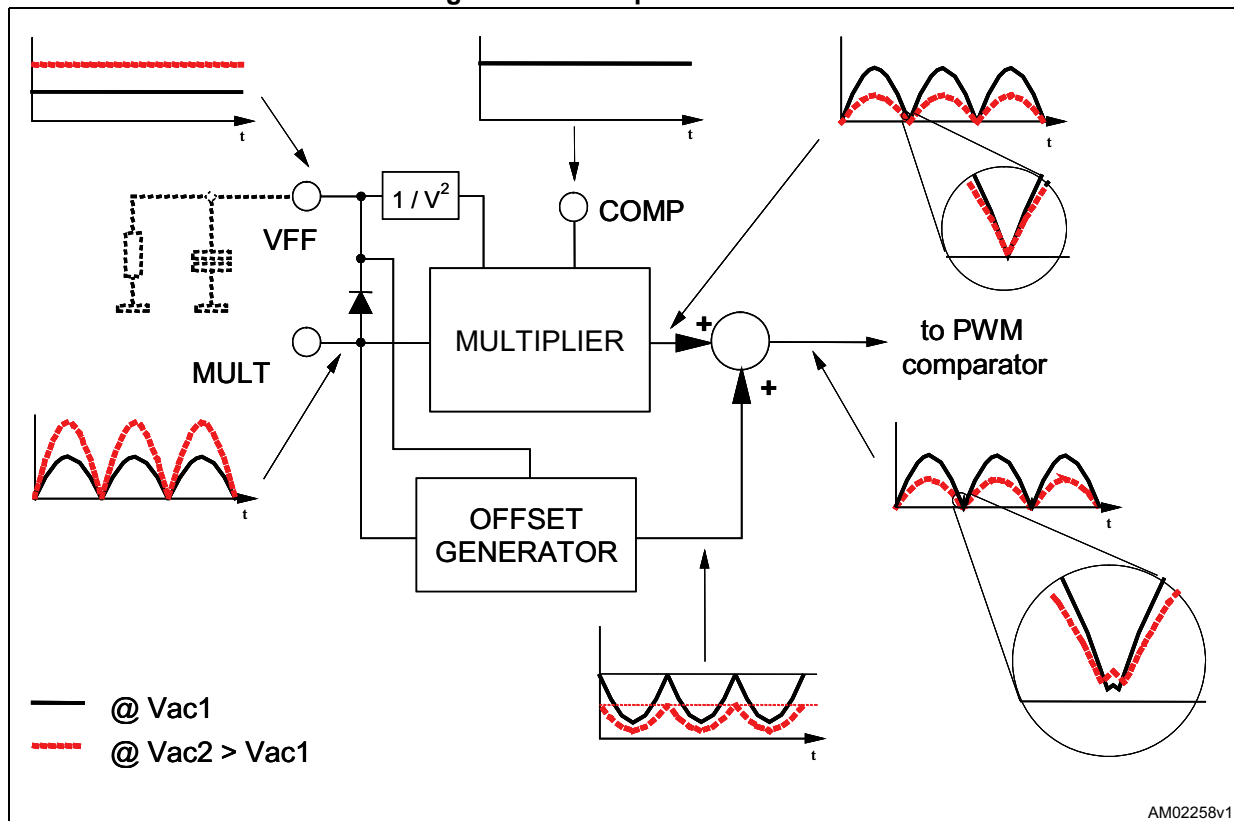 t
t
t
1 / V2
COMP
VFF
MULTIPLIER
+
to PWM
comparator
MULT
+
t
t
OFFSET
GENERATOR
@ Vac1
@ Vac2 > Vac1
t
AM02258v1